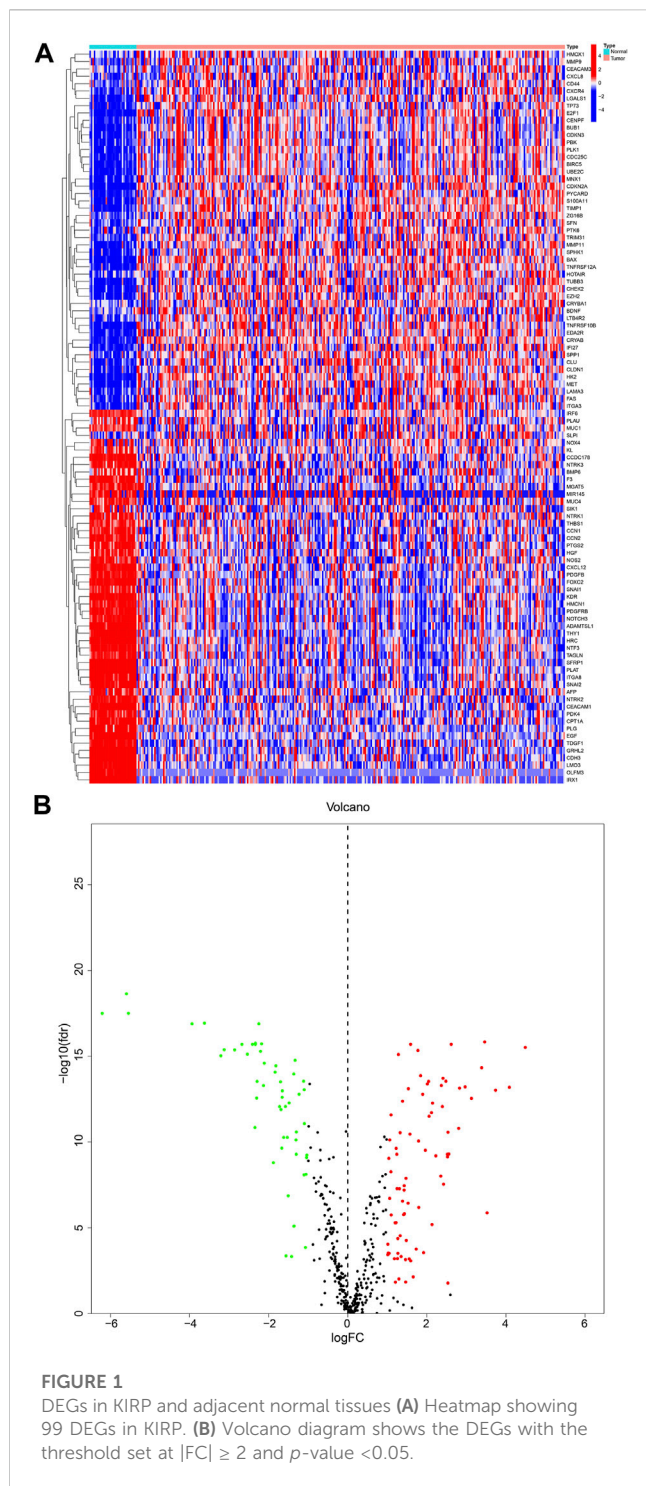 A
Type
Type
Normal
Tumor
4
2
0
−2
−4
HMOX1
MMP9
CEACAM3
CXCL8
CD44
CXCR4
LGALS1
TP73
E2F1
CENPF
BUB1
CDKN3
PBK
PLK1
CDC25C
BIRC5
UBE2C
MNX1
CDKN2A
PYCARD
S100A11
TIMP1
ZG16B
SFN
PTK6
TRIM31
MMP11
SPHK1
BAX
TNFRSF12A
HOTAIR
TUBB3
CHEK2
EZH2
CRYBA1
BDNF
LTB4R2
TNFRSF10B
EDA2R
CRYAB
IFI27
SPP1
CLU
CLDN1
HK2
MET
LAMA3
FAS
ITGA3
IRF6
PLAU
MUC1
SLPI
NOX4
KL
CCDC178
NTRK3
BMP6
F3
MGAT5
MIR145
MUC4
SIK1
NTRK1
THBS1
CCN1
CCN2
PTGS2
HGF
NOS2
CXCL12
PDGFB
FOXC2
SNAI1
KDR
HMCN1
PDGFRB
NOTCH3
ADAMTSL1
THY1
HRC
NTF3
TAGLN
SFRP1
PLAT
ITGA8
SNAI2
AFP
NTRK2
CEACAM1
PDK4
CPT1A
PLG
EGF
TDGF1
GRHL2
CDH3
LMO3
OLFM3
IRX1
B
Volcano
−log10(fdr)
25
20
15
10
5
0
−6 −4 −2 0 2 4 6
logFC
FIGURE 1
DEGs in KIRP and adjacent normal tissues (A) Heatmap showing
99 DEGs in KIRP. (B) Volcano diagram shows the DEGs with the
threshold set at |FC| ≥ 2 and p-value <0.05.